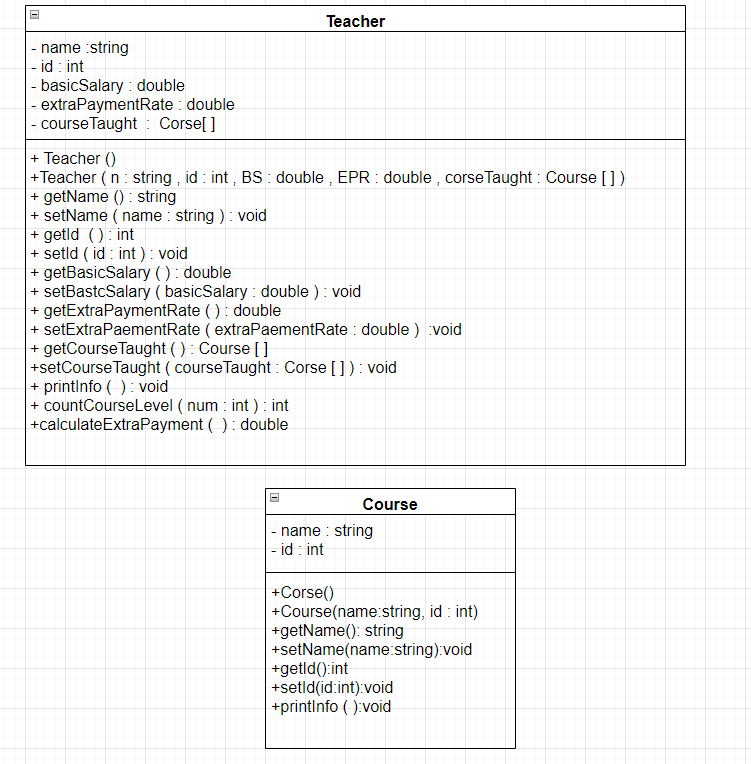 Teacher
- name :string
- id : int
- basicSalary : double
- extraPaymentRate : double
- courseTaught : Corse[ ]
+ Teacher ()
+Teacher ( n : string , id : int , BS : double , EPR : double , corseTaught : Course [ ] )
+ getName () : string
+ setName ( name : string ) : void
+ getId ( ) : int
+ setId ( id : int ) : void
+ getBasicSalary ( ) : double
+ setBastcSalary ( basicSalary : double ) : void
+ getExtraPaymentRate ( ) : double
+ setExtraPaementRate ( extraPaementRate : double ) :void
+ getCourseTaught ( ) : Course [ ]
+setCourseTaught ( courseTaught : Corse [ ] ) : void
+ printInfo ( ) : void
+ countCourseLevel ( num : int ) : int
+calculateExtraPayment ( ) : double
Course
- name : string
- id : int
+Corse()
+Course(name:string, id : int)
+getName(): string
+setName(name:string):void
+getId():int
+setId(id:int):void
+printInfo ( ):void